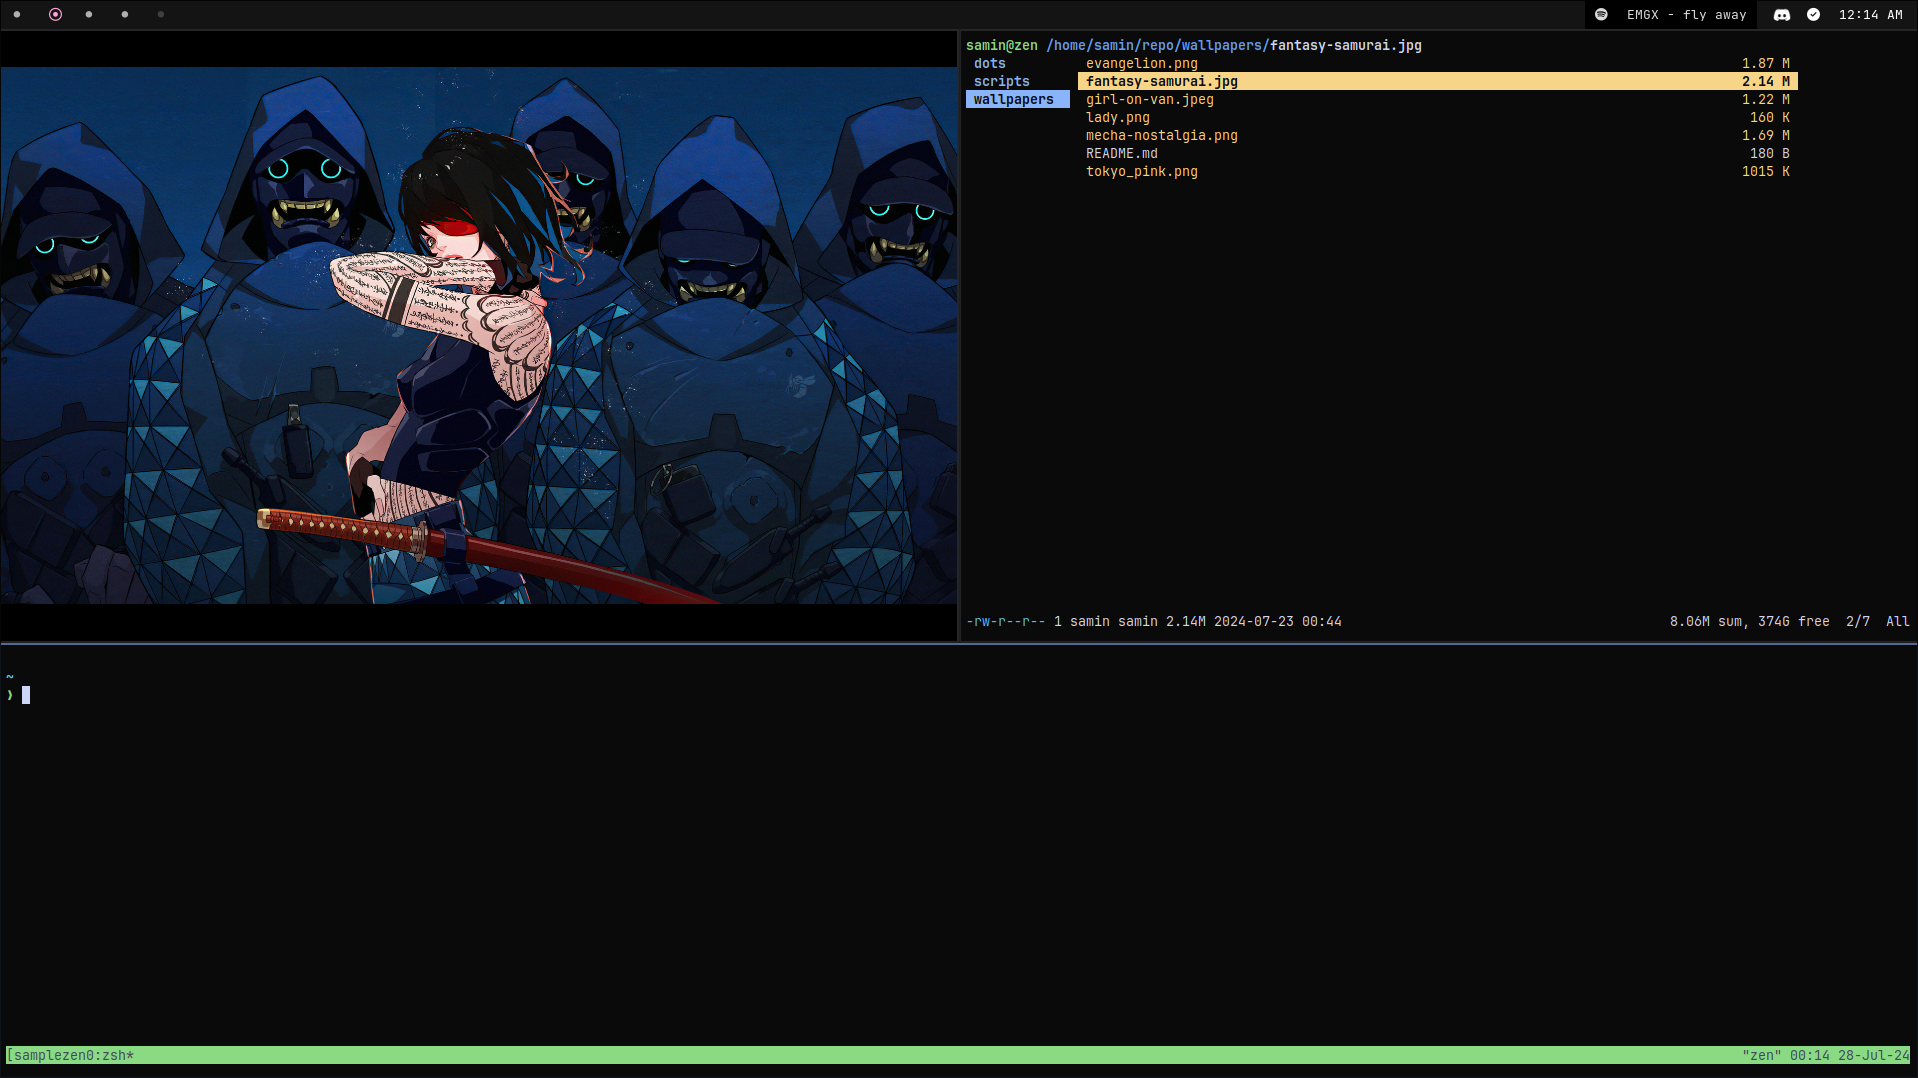 EMGX - fly away 12:14 AM
samin@zen /home/samin/repo/wallpapers/fantasy-samurai.jpg
dots evangelion.png 1.87 M
scripts fantasy-samurai.jpg 2.14 M
wallpapers girl-on-van.jpeg 1.22 M
lady.png 160 K
mecha-nostalgia.png 1.69 M
README.md 180 B
tokyo_pink.png 1015 K
-rw-r--r-- 1 samin samin 2.14M 2024-07-23 00:44 8.06M sum, 374G free 2/7 All
~
❯
[samplezen0:zsh* "zen" 00:14 28-Jul-24